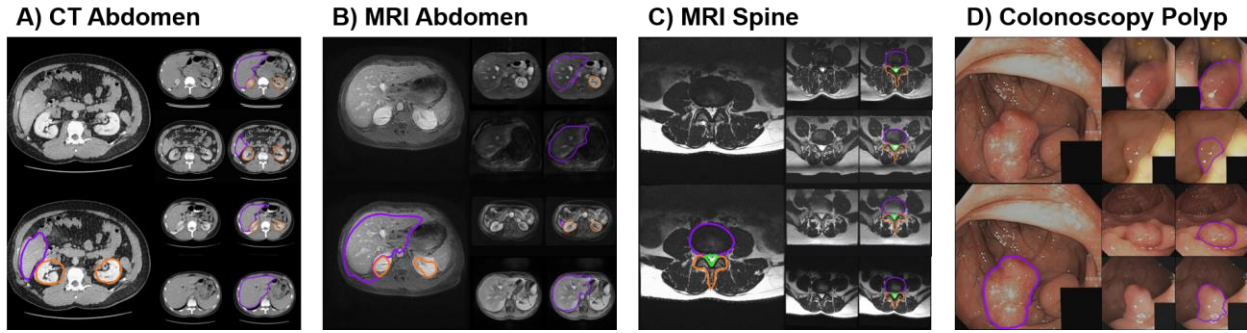 A) CT Abdomen
B) MRI Abdomen
C) MRI Spine
D) Colonoscopy Polyp